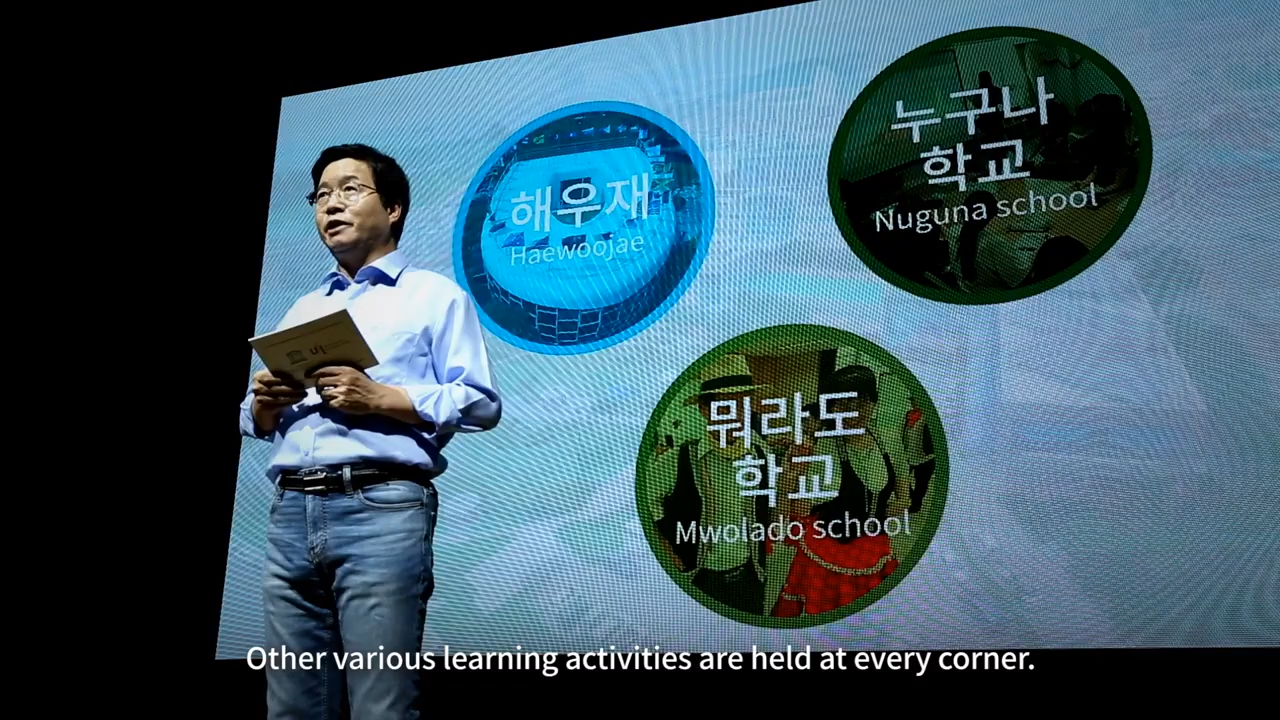 해우재
Haewoojae
누구나
학교
Nuguna school
뭐라도
학교
Mwolado school
Other various learning activities are held at every corner.